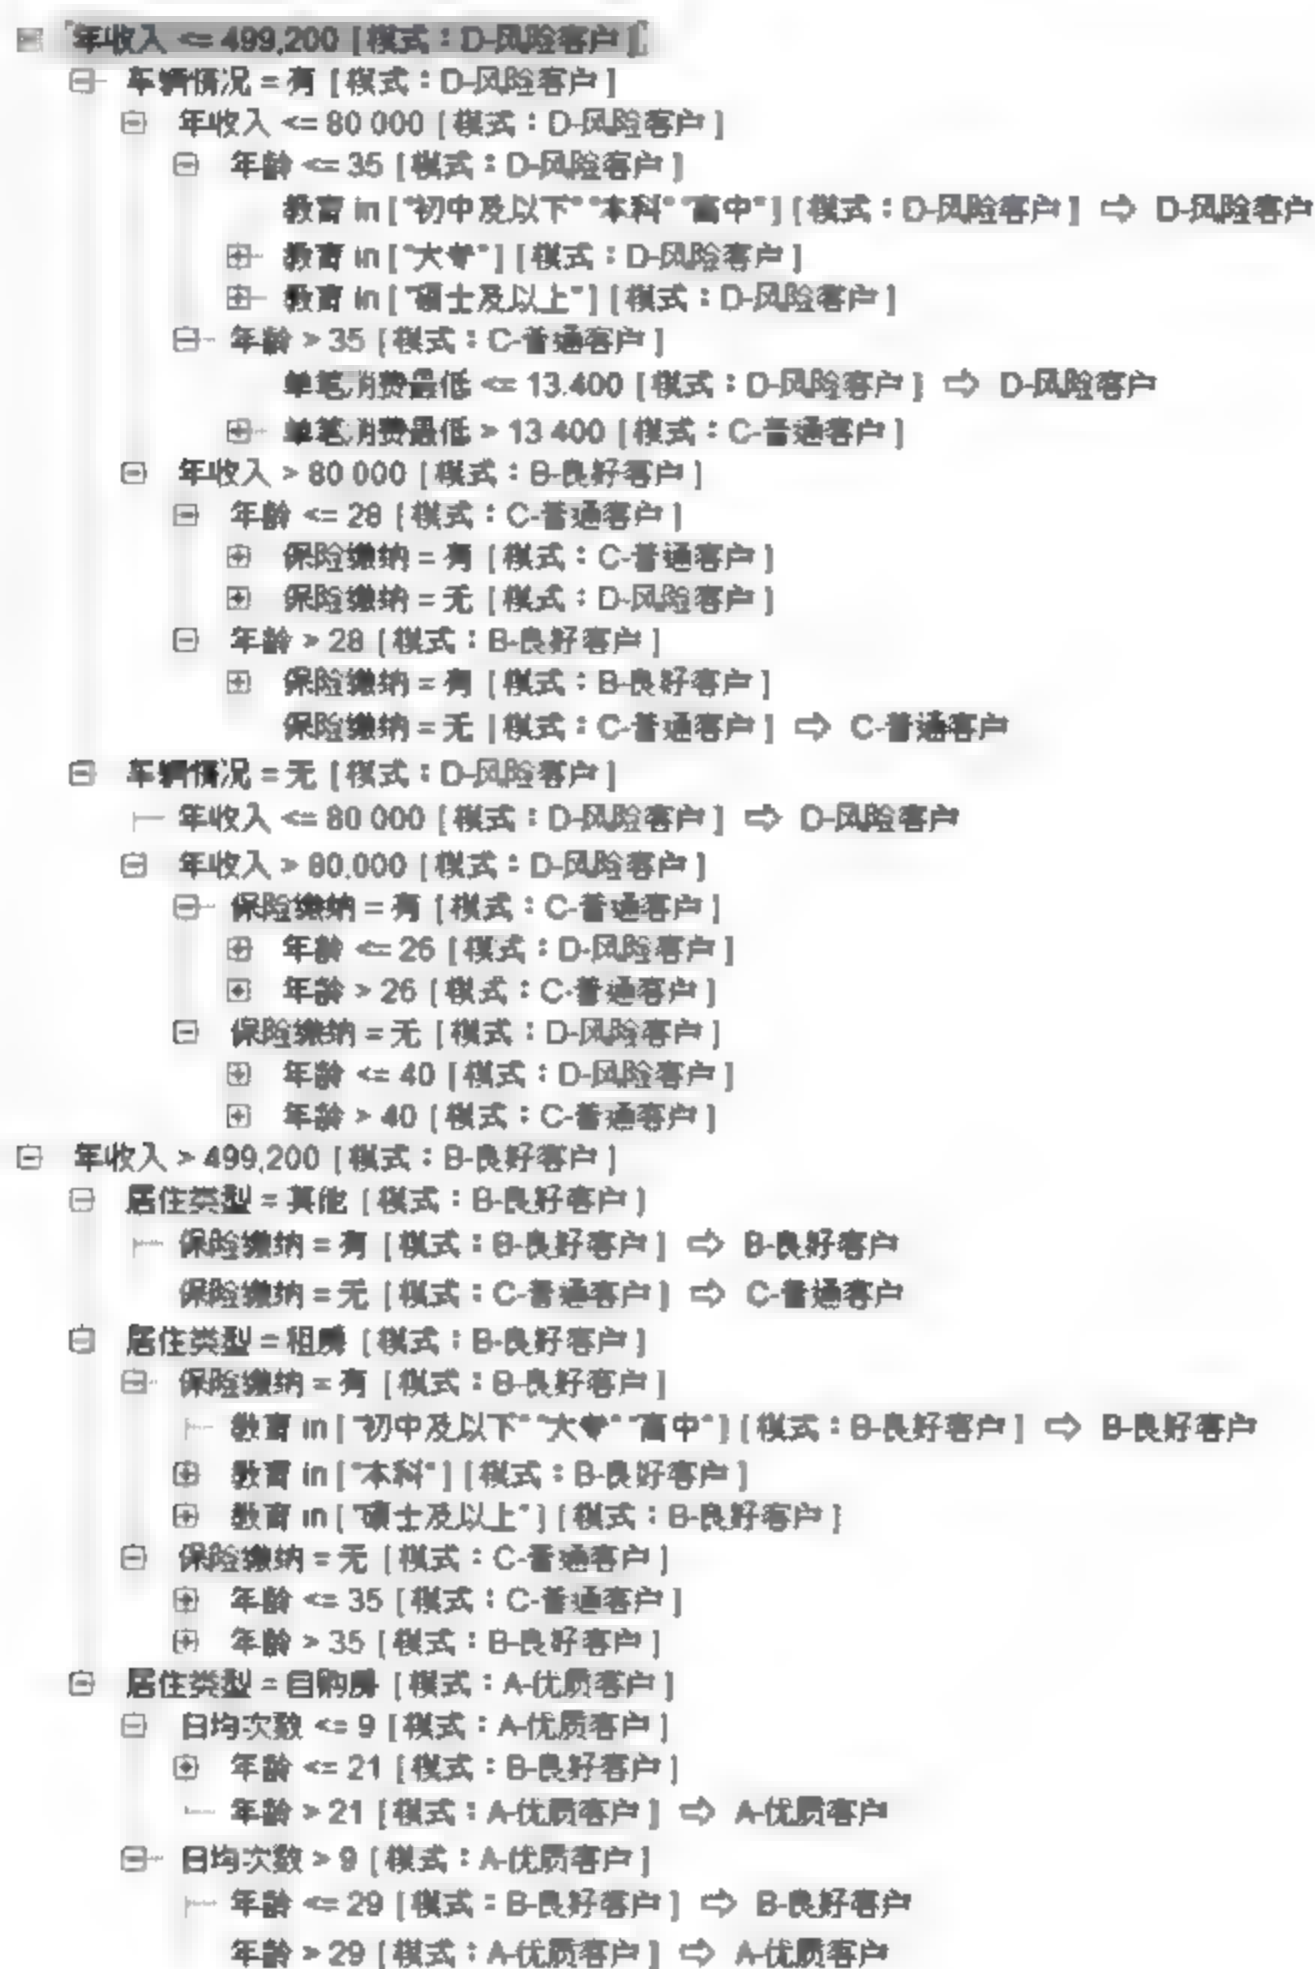 年收入 <= 499,200 [模式：D-风险客户]
车辆情况 = 有 [模式：D-风险客户]
年收入 <= 80,000 [模式：D-风险客户]
年龄 <= 35 [模式：D-风险客户]
教育 in ["初中及以下" "本科" "高中"] [模式：D-风险客户] ⇨ D-风险客户
教育 in ["大专"] [模式：D-风险客户]
教育 in ["硕士及以上"] [模式：D-风险客户]
年龄 > 35 [模式：C-普通客户]
单笔消费最低 <= 13.400 [模式：D-风险客户] ⇨ D-风险客户
单笔消费最低 > 13.400 [模式：C-普通客户]
年收入 > 80,000 [模式：B-良好客户]
年龄 <= 28 [模式：C-普通客户]
保险缴纳 = 有 [模式：C-普通客户]
保险缴纳 = 无 [模式：D-风险客户]
年龄 > 28 [模式：B-良好客户]
保险缴纳 = 有 [模式：B-良好客户]
保险缴纳 = 无 [模式：C-普通客户] ⇨ C-普通客户
车辆情况 = 无 [模式：D-风险客户]
年收入 <= 80,000 [模式：D-风险客户] ⇨ D-风险客户
年收入 > 80,000 [模式：D-风险客户]
保险缴纳 = 有 [模式：C-普通客户]
年龄 <= 26 [模式：D-风险客户]
年龄 > 26 [模式：C-普通客户]
保险缴纳 = 无 [模式：D-风险客户]
年龄 <= 40 [模式：D-风险客户]
年龄 > 40 [模式：C-普通客户]
年收入 > 499,200 [模式：B-良好客户]
居住类型 = 其他 [模式：B-良好客户]
保险缴纳 = 有 [模式：B-良好客户] ⇨ B-良好客户
保险缴纳 = 无 [模式：C-普通客户] ⇨ C-普通客户
居住类型 = 租房 [模式：B-良好客户]
保险缴纳 = 有 [模式：B-良好客户]
教育 in ["初中及以下" "大专" "高中"] [模式：B-良好客户] ⇨ B-良好客户
教育 in ["本科"] [模式：B-良好客户]
教育 in ["硕士及以上"] [模式：B-良好客户]
保险缴纳 = 无 [模式：C-普通客户]
年龄 <= 35 [模式：C-普通客户]
年龄 > 35 [模式：B-良好客户]
居住类型 = 自购房 [模式：A-优质客户]
日均次数 <= 9 [模式：A-优质客户]
年龄 <= 21 [模式：B-良好客户]
年龄 > 21 [模式：A-优质客户] ⇨ A-优质客户
日均次数 > 9 [模式：A-优质客户]
年龄 <= 29 [模式：B-良好客户] ⇨ B-良好客户
年龄 > 29 [模式：A-优质客户] ⇨ A-优质客户